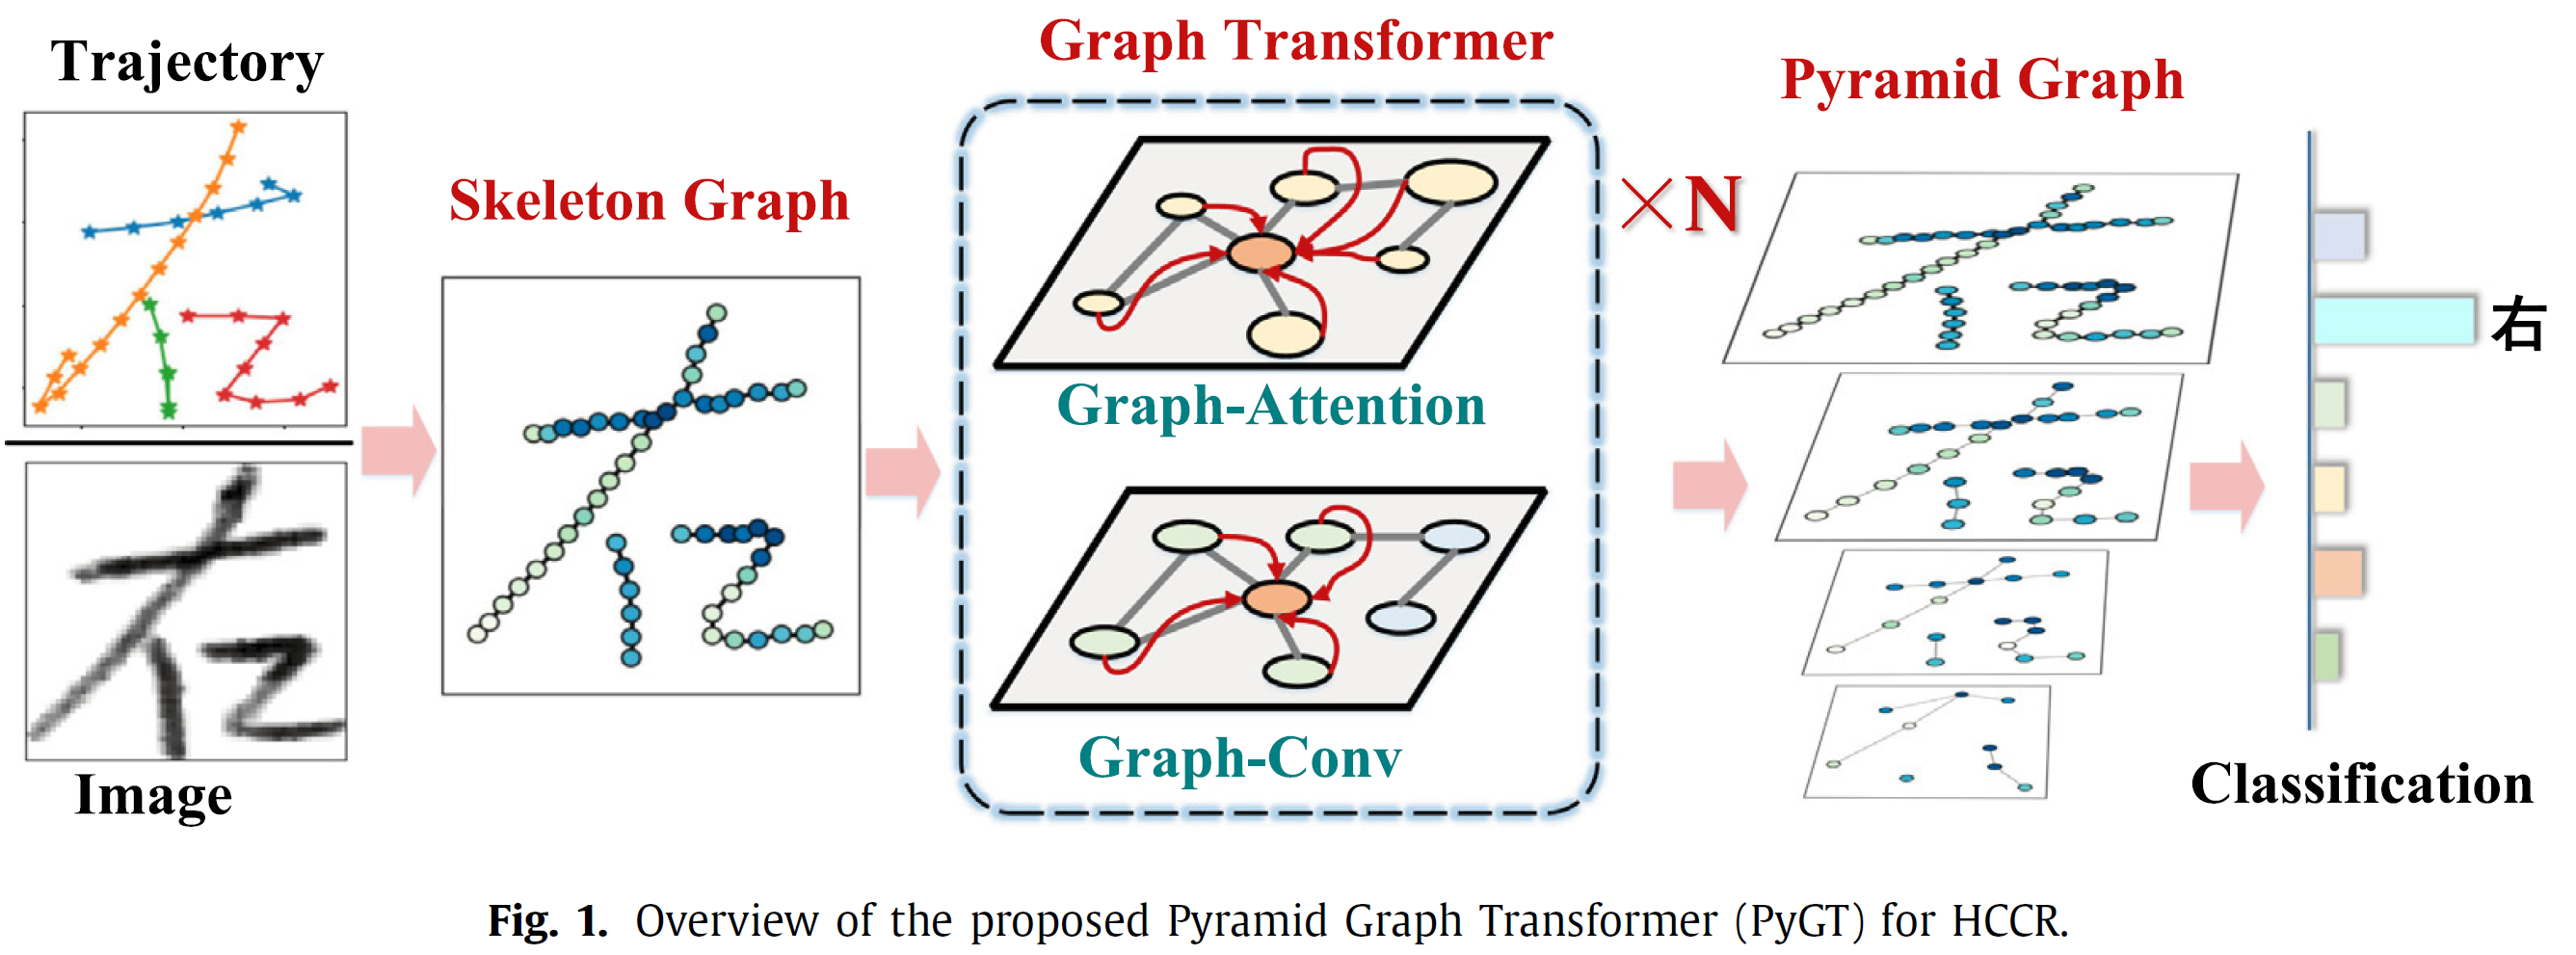 Trajectory
Image
Skeleton Graph
Graph Transformer
Graph-Attention
Graph-Conv
×N
Pyramid Graph
右
Classification
Fig. 1. Overview of the proposed Pyramid Graph Transformer (PyGT) for HCCR.